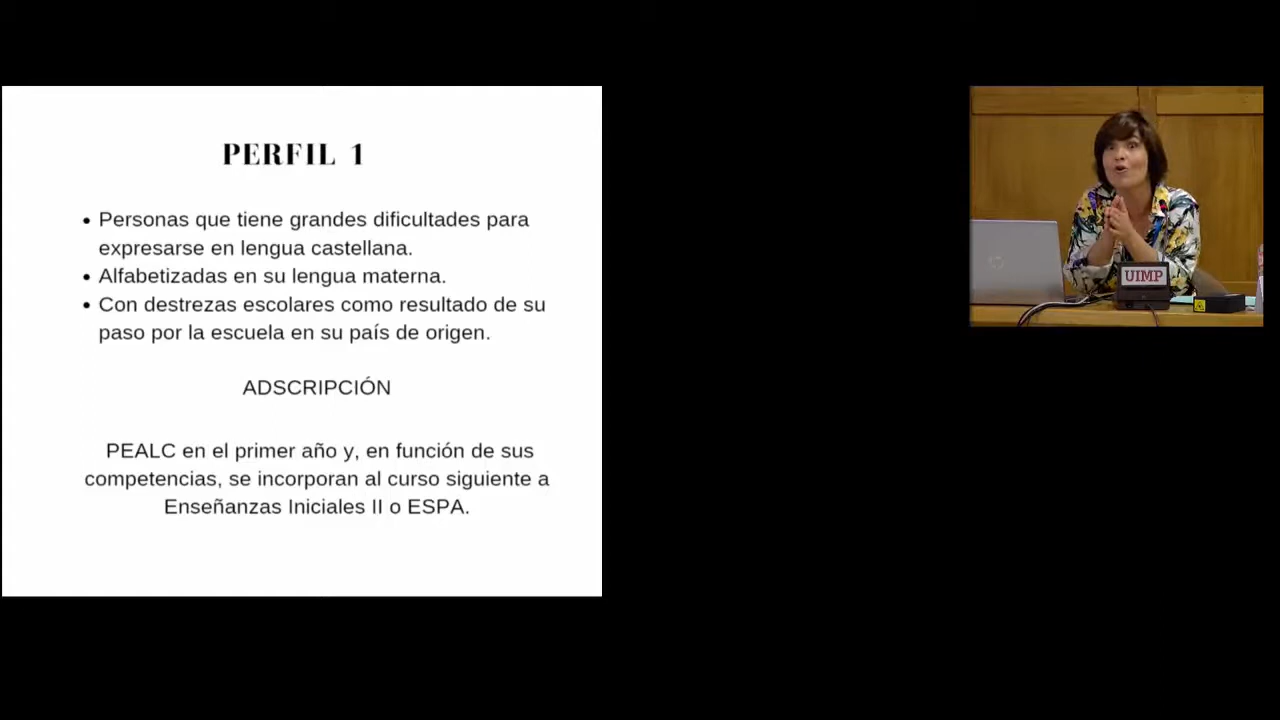 PERFIL 1
• Personas que tiene grandes dificultades para
expresarse en lengua castellana.
• Alfabetizadas en su lengua materna.
• Con destrezas escolares como resultado de su
paso por la escuela en su país de origen.
ADSCRIPCIÓN
PEALC en el primer año y, en función de sus
competencias, se incorporan al curso siguiente a
Enseñanzas Iniciales II o ESPA.
UIMP